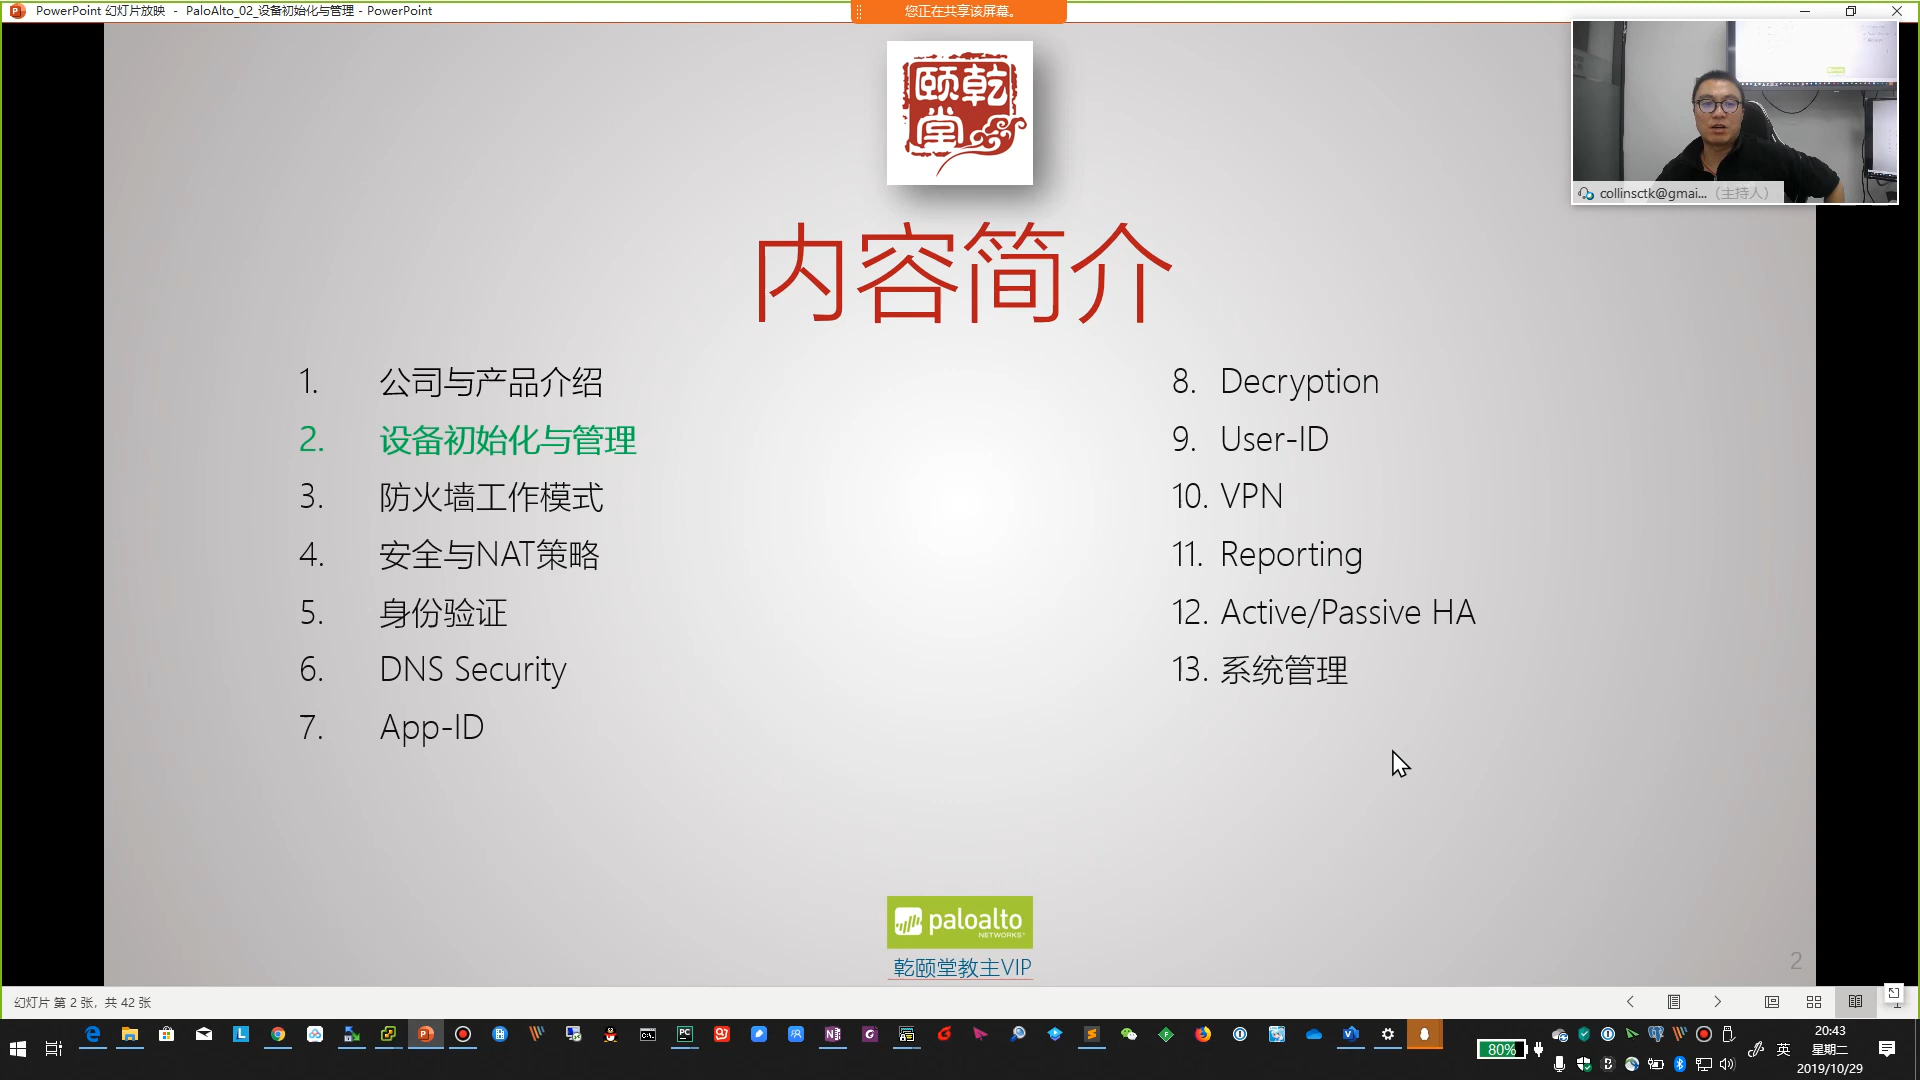 PowerPoint 幻灯片放映 - PaloAlto_02_设备初始化与管理 - PowerPoint
您正在共享该屏幕。
颐乾
堂
collinsctk@gmai... （主持人）
内容简介
1. 公司与产品介绍
2. 设备初始化与管理
3. 防火墙工作模式
4. 安全与NAT策略
5. 身份验证
6. DNS Security
7. App-ID
8. Decryption
9. User-ID
10. VPN
11. Reporting
12. Active/Passive HA
13. 系统管理
paloalto
NETWORKS
乾颐堂教主VIP
2
幻灯片 第 2 张，共 42 张
80%
英
20:43
星期二
2019/10/29